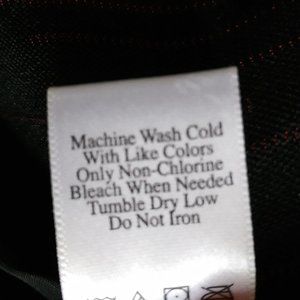 Machine Wash Cold
With Like Colors
Only Non-Chlorine
Bleach When Needed
Tumble Dry Low
Do Not Iron